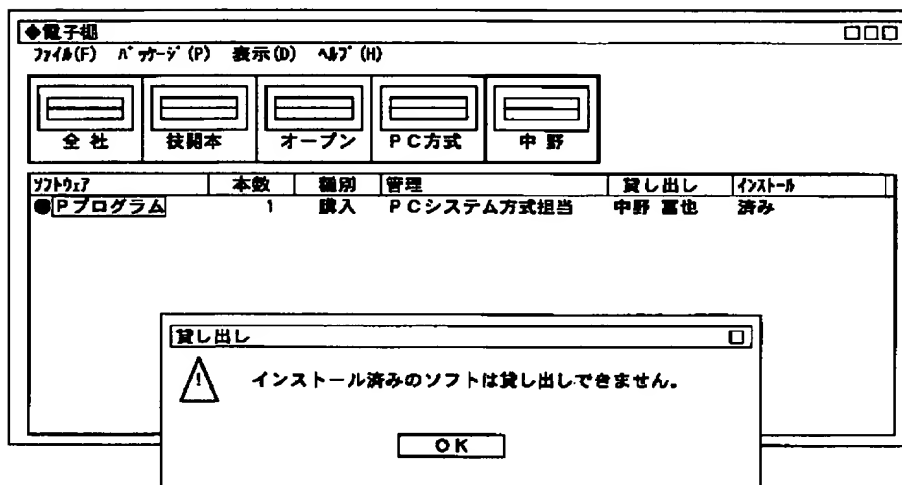 ◆電子棚
ﾌｧｲﾙ(F) ﾊﾟｯｹｰｼﾞ(P) 表示(D) ﾍﾙﾌﾟ(H)
全社 技開本 オープン PC方式 中野
ｿﾌﾄｳｪｱ 本数 種別 管理 貸し出し ｲﾝｽﾄｰﾙ
●Pプログラム 1 購入 PCシステム方式担当 中野 富也 済み
貸し出し
! インストール済みのソフトは貸し出しできません。
OK